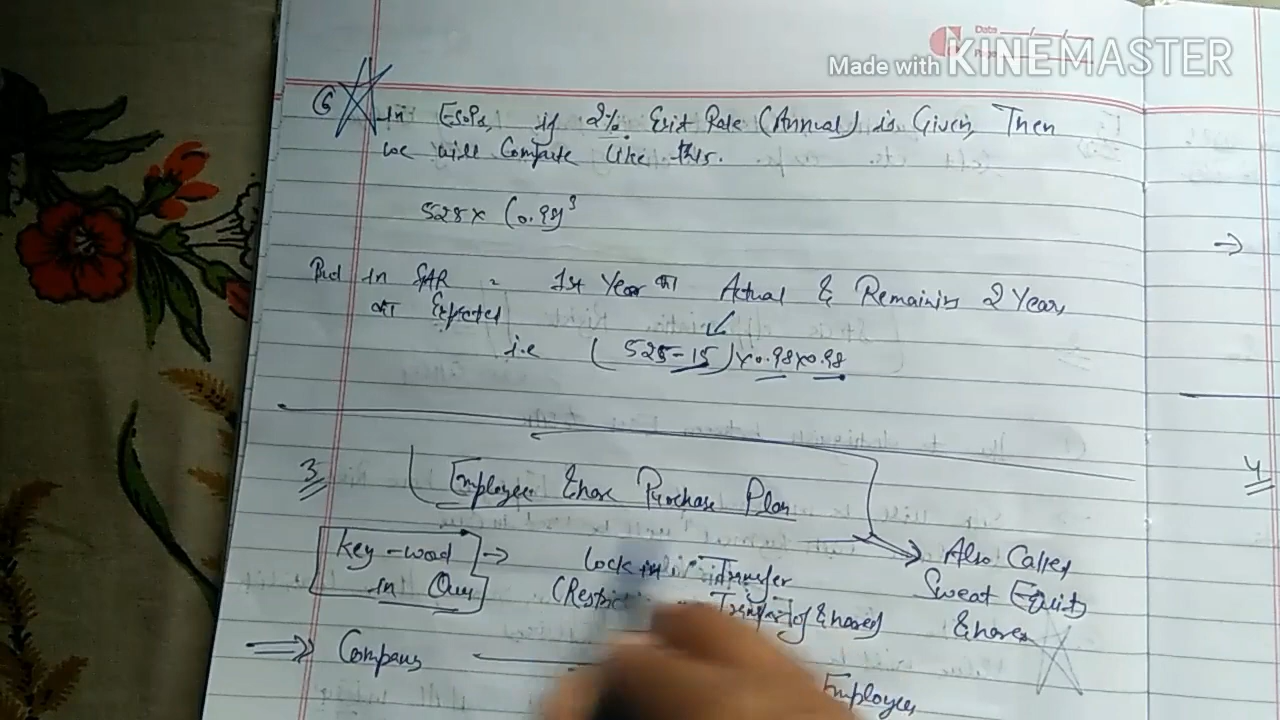 Date
Made with KINEMASTER
6 In ESOPs, if 2% Exit Rate (Annual) is Given, Then
we will Compute like this.
528 x (0.98)³
But In SAR = 1st Year का Actual & Remaining 2 Year
का Expected
i.e (528-15) x 0.98 x 0.98
3 Employee Share Purchase Plan
Key-word → Lock in Transfer
in Ques (Restric Transfer of Shares)
Also Called
Sweat Equity
Shares
⇒ Company Employees
4